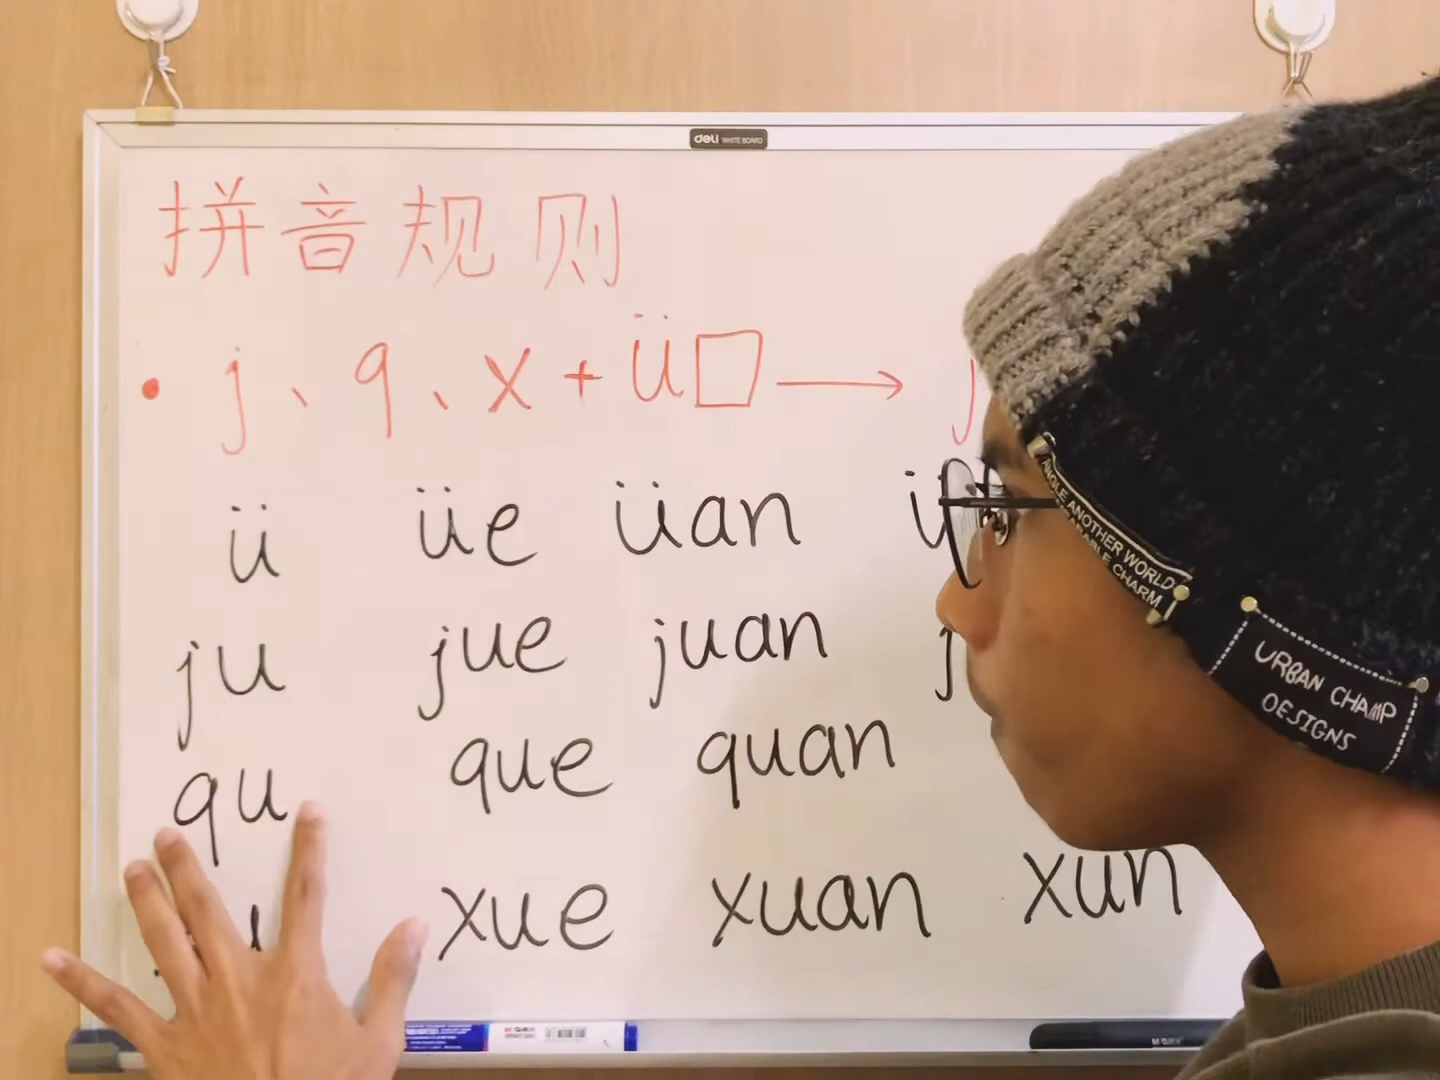 deli WHITE BOARD
拼音规则
• j、q、x + ü□ → j
ü üe üan
ju jue juan j
qu que quan
xue xuan xun
ANGLE ANOTHER WORLD
CHARM
URBAN CHAMP
DESIGNS
M&G